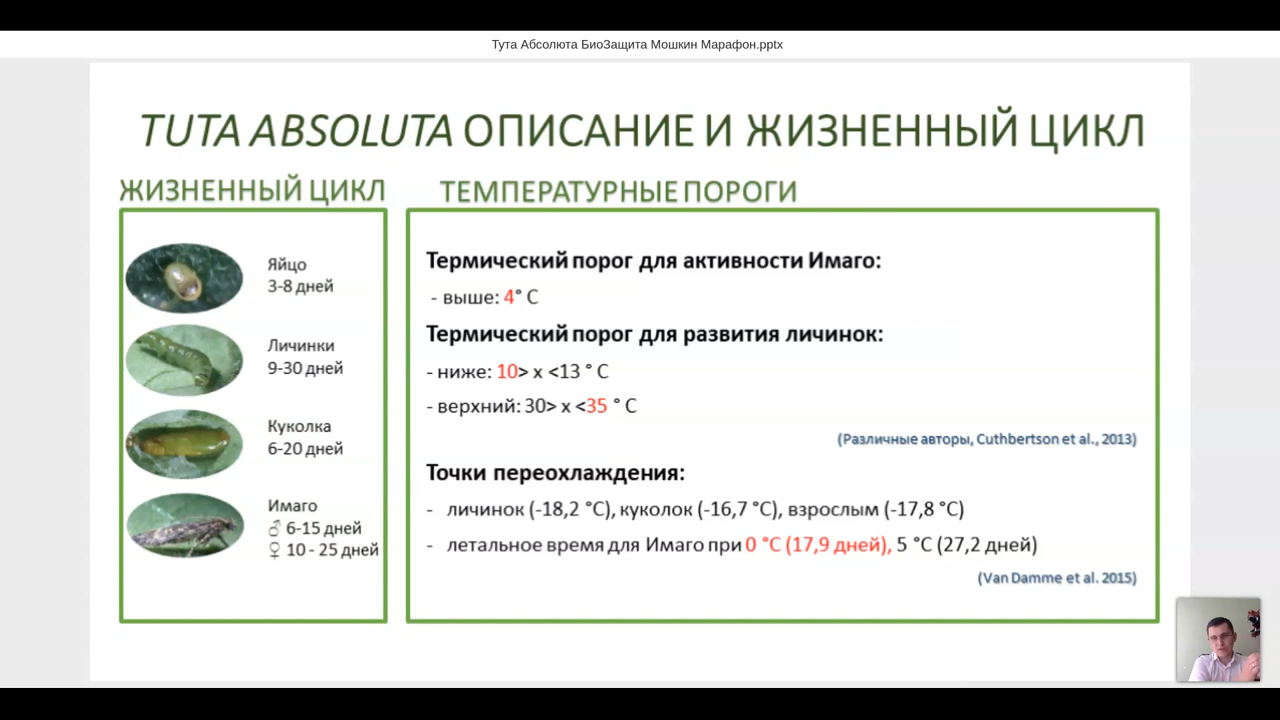 Тута Абсолюта БиоЗащита Мошкин Марафон.pptx
TUTA ABSOLUTA ОПИСАНИЕ И ЖИЗНЕННЫЙ ЦИКЛ
ЖИЗНЕННЫЙ ЦИКЛ
Яйцо
3-8 дней
Личинки
9-30 дней
Куколка
6-20 дней
Имаго
♂ 6-15 дней
♀ 10 - 25 дней
ТЕМПЕРАТУРНЫЕ ПОРОГИ
Термический порог для активности Имаго:
- выше: 4° C
Термический порог для развития личинок:
- ниже: 10> x <13 ° C
- верхний: 30> x <35 ° C
(Различные авторы, Cuthbertson et al., 2013)
Точки переохлаждения:
- личинок (-18,2 °C), куколок (-16,7 °C), взрослым (-17,8 °C)
- летальное время для Имаго при 0 °C (17,9 дней), 5 °C (27,2 дней)
(Van Damme et al. 2015)